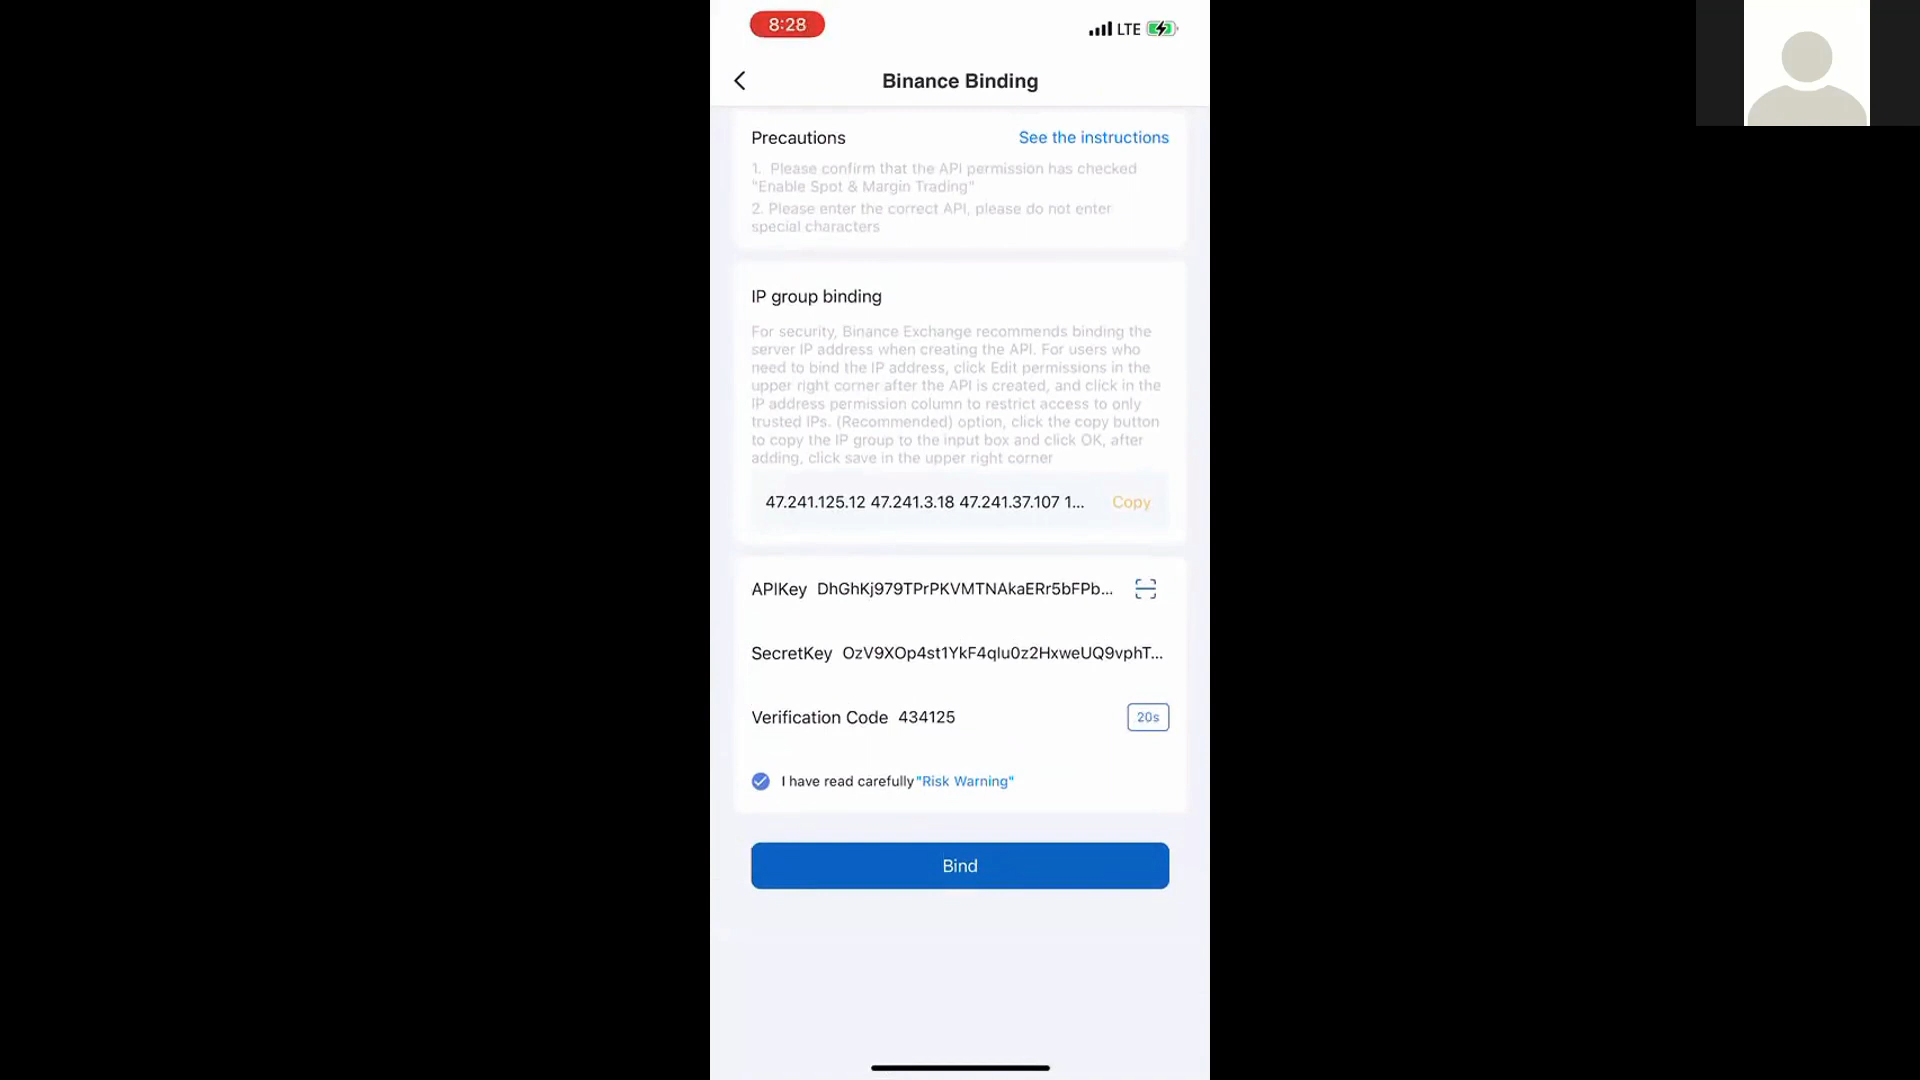 8:28
LTE
Binance Binding
Precautions
See the instructions
1. Please confirm that the API permission has checked
"Enable Spot & Margin Trading"
2. Please enter the correct API, please do not enter
special characters
IP group binding
For security, Binance Exchange recommends binding the
server IP address when creating the API. For users who
need to bind the IP address, click Edit permissions in the
upper right corner after the API is created, and click in the
IP address permission column to restrict access to only
trusted IPs. (Recommended) option, click the copy button
to copy the IP group to the input box and click OK, after
adding, click save in the upper right corner
47.241.125.12 47.241.3.18 47.241.37.107 1... Copy
APIKey DhGhKj979TPrPKVMTNAkaERr5bFPb...
SecretKey OzV9XOp4st1YkF4qlu0z2HxweUQ9vphT...
Verification Code 434125 20s
I have read carefully "Risk Warning"
Bind